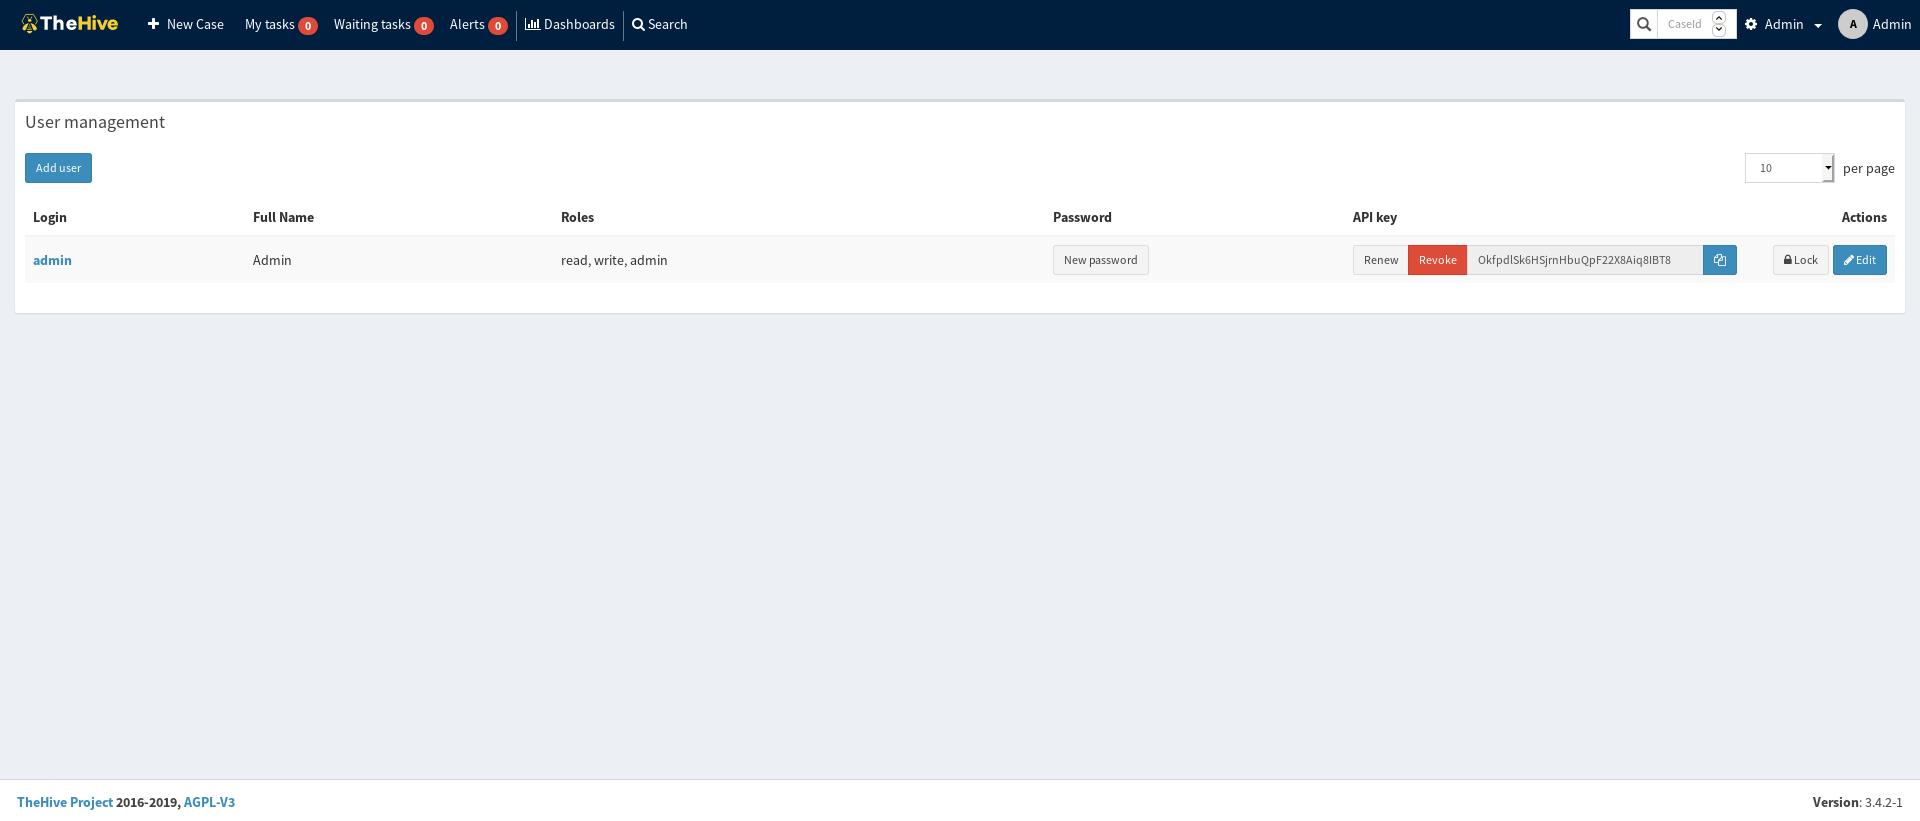 TheHive New Case My tasks 0 Waiting tasks 0 Alerts 0 Dashboards Search CaseId Admin A Admin
User management
Add user 10 per page
Login Full Name Roles Password API key Actions
admin Admin read, write, admin New password Renew Revoke OkfpdlSk6HSjrnHbuQpF22X8Aiq8IBT8 Lock Edit
TheHive Project 2016-2019, AGPL-V3 Version: 3.4.2-1